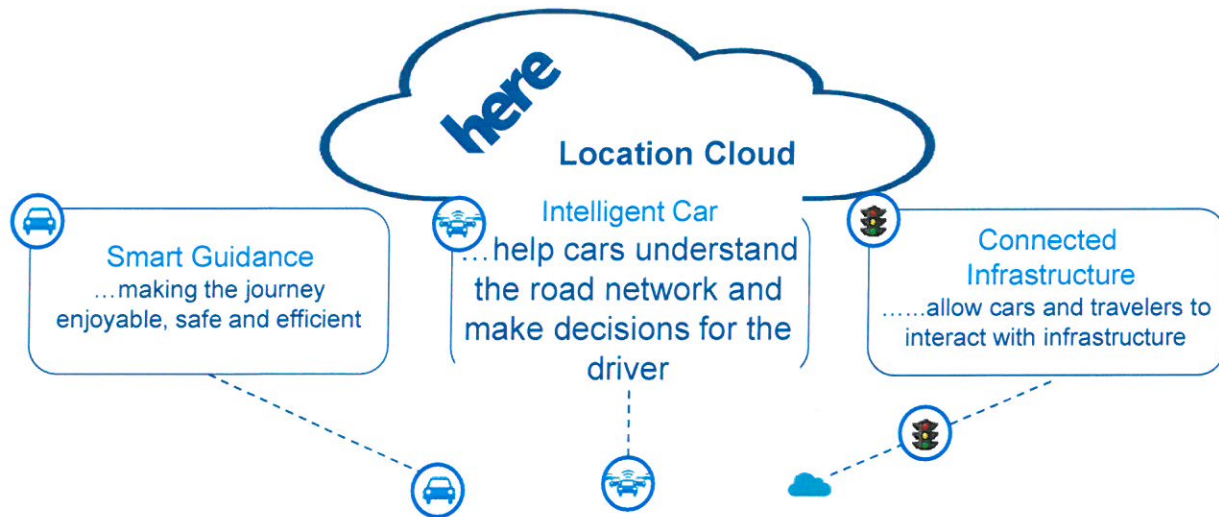 here
Location Cloud
Smart Guidance
…making the journey
enjoyable, safe and efficient
Intelligent Car
…help cars understand
the road network and
make decisions for the
driver
Connected
Infrastructure
……allow cars and travelers to
interact with infrastructure